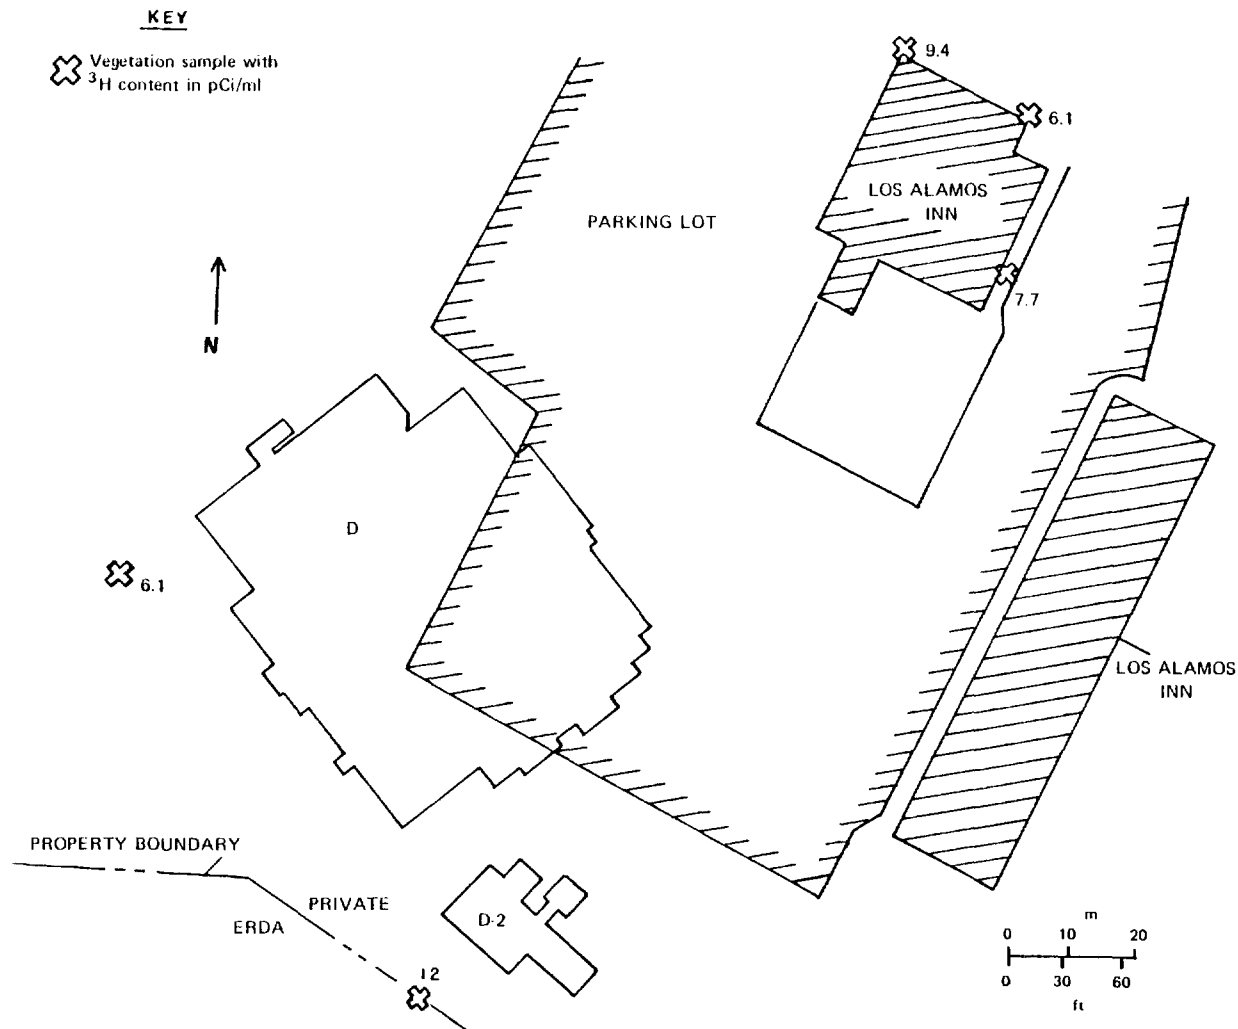 KEY
Vegetation sample with
³H content in pCi/ml
9.4
6.1
LOS ALAMOS
INN
PARKING LOT
7.7
N
D
6.1
LOS ALAMOS
INN
PROPERTY BOUNDARY
PRIVATE
ERDA
D-2
12
m
0 10 20
0 30 60
ft